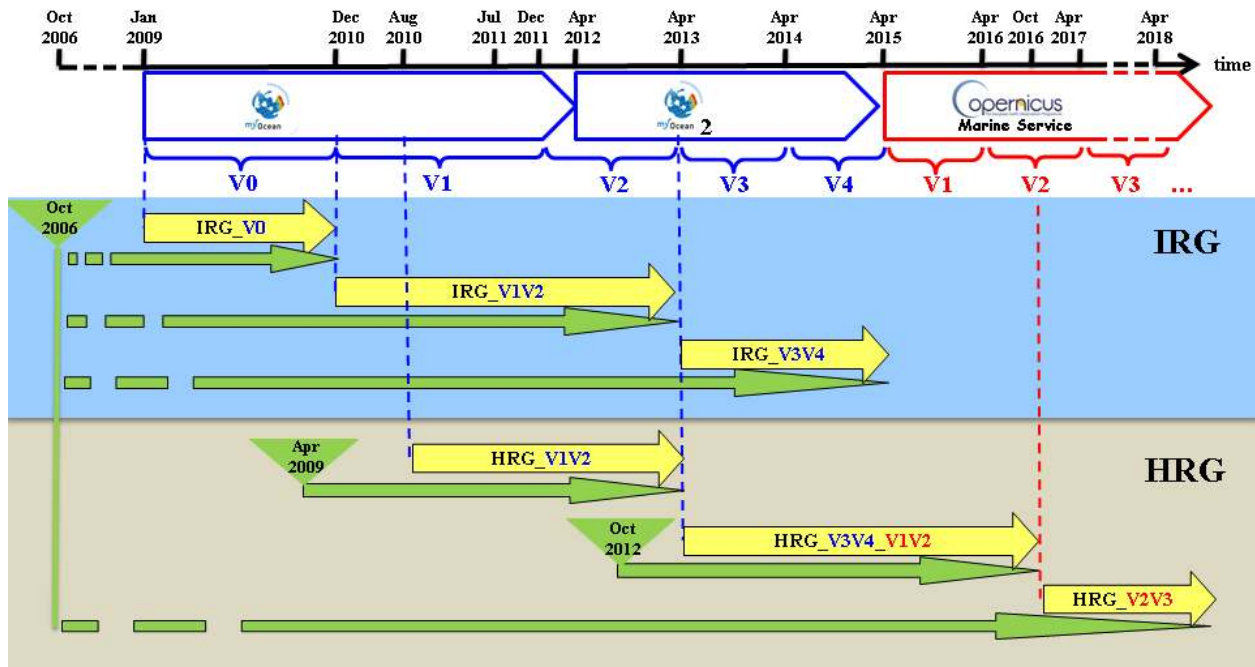 Oct Jan Dec Aug Jul Dec Apr Apr Apr Apr Apr Oct Apr Apr
2006 2009 2010 2010 2011 2011 2012 2013 2014 2015 2016 2016 2017 2018
time
myOcean
myOcean 2
opernicus
Marine Service
V0 V1 V2 V3 V4 V1 V2 V3 ...
Oct
2006
IRG_V0
IRG
IRG_V1V2
IRG_V3V4
Apr
2009
HRG_V1V2
HRG
Oct
2012
HRG_V3V4_V1V2
HRG_V2V3